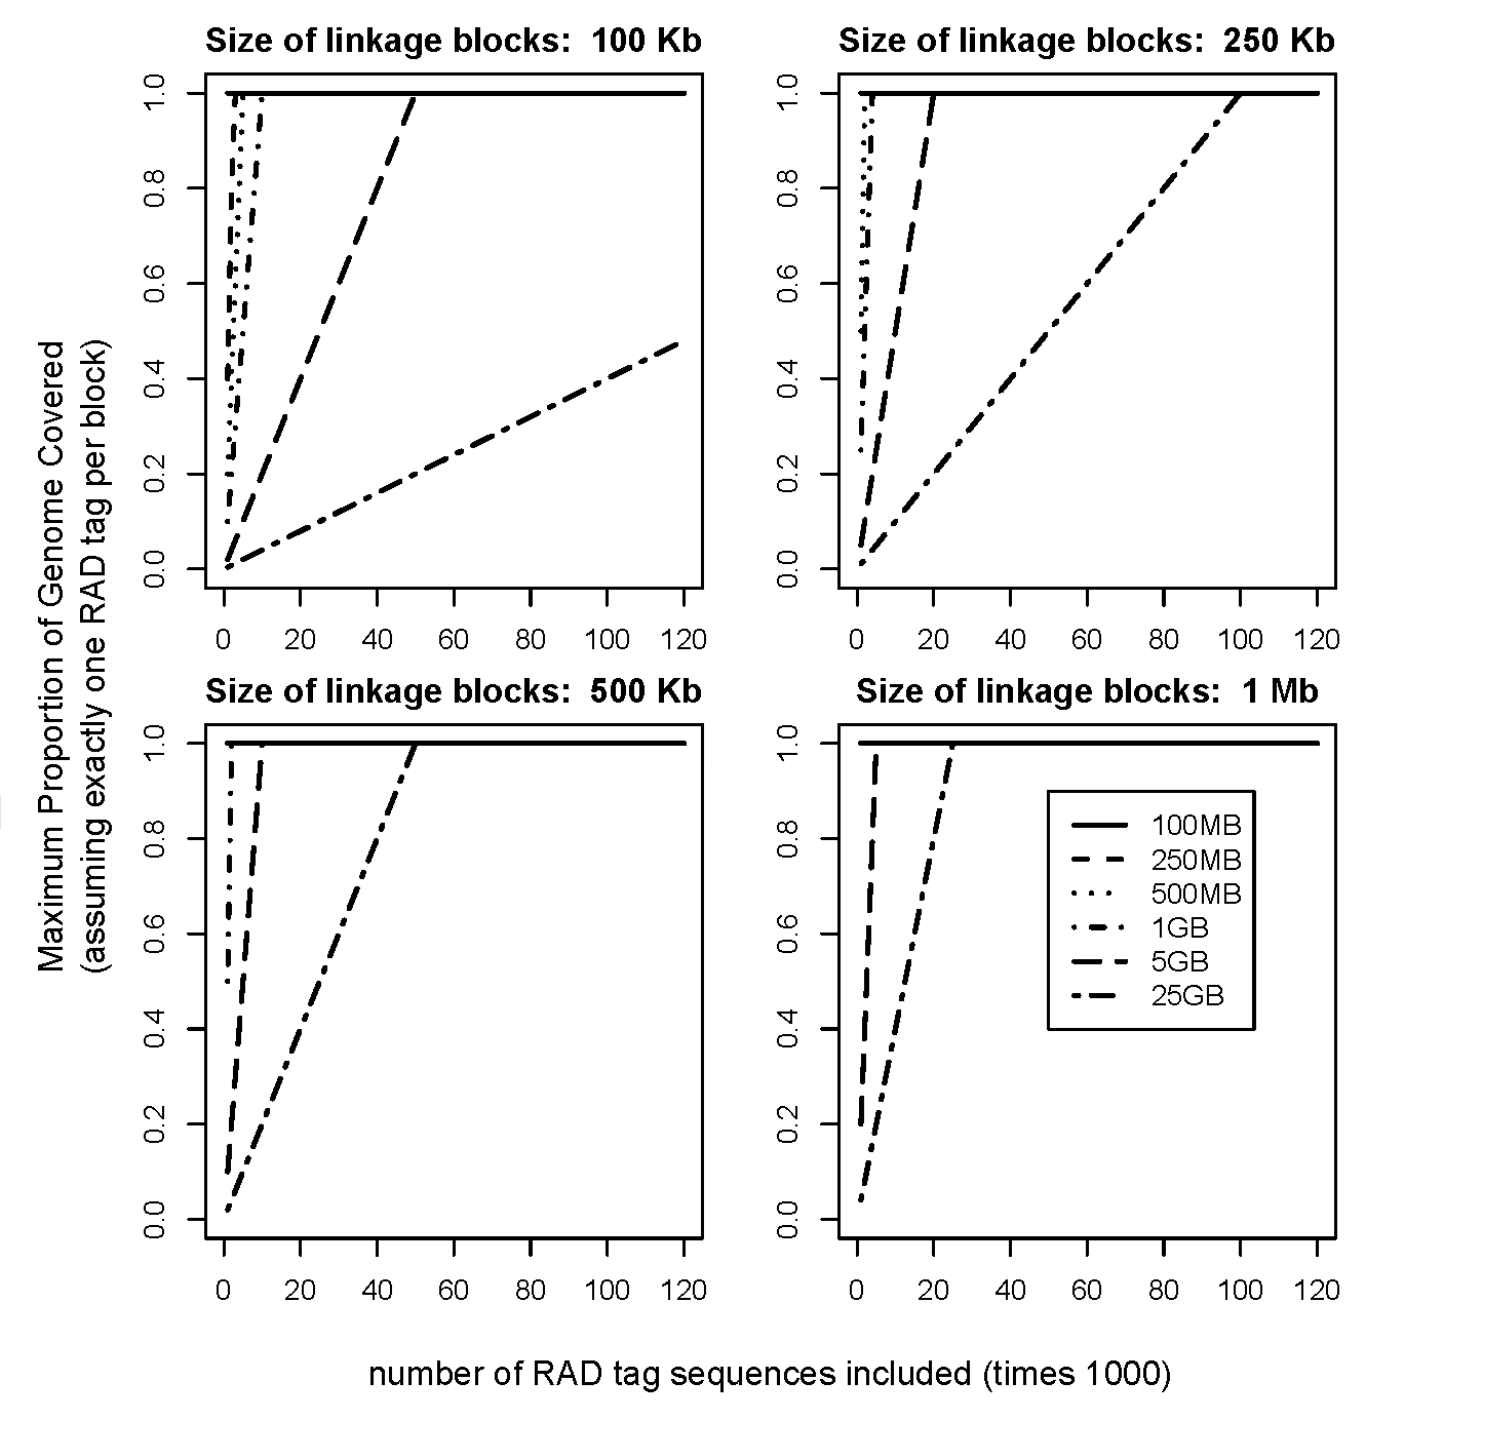 Size of linkage blocks:  100 Kb
1.0
0.8
0.6
0.4
0.2
0.0
0 20 40 60 80 100 120
Size of linkage blocks:  250 Kb
1.0
0.8
0.6
0.4
0.2
0.0
0 20 40 60 80 100 120
Maximum Proportion of Genome Covered
(assuming exactly one RAD tag per block)
Size of linkage blocks:  500 Kb
1.0
0.8
0.6
0.4
0.2
0.0
0 20 40 60 80 100 120
Size of linkage blocks:  1 Mb
1.0
0.8
0.6
0.4
0.2
0.0
0 20 40 60 80 100 120
100MB
250MB
500MB
1GB
5GB
25GB
number of RAD tag sequences included (times 1000)